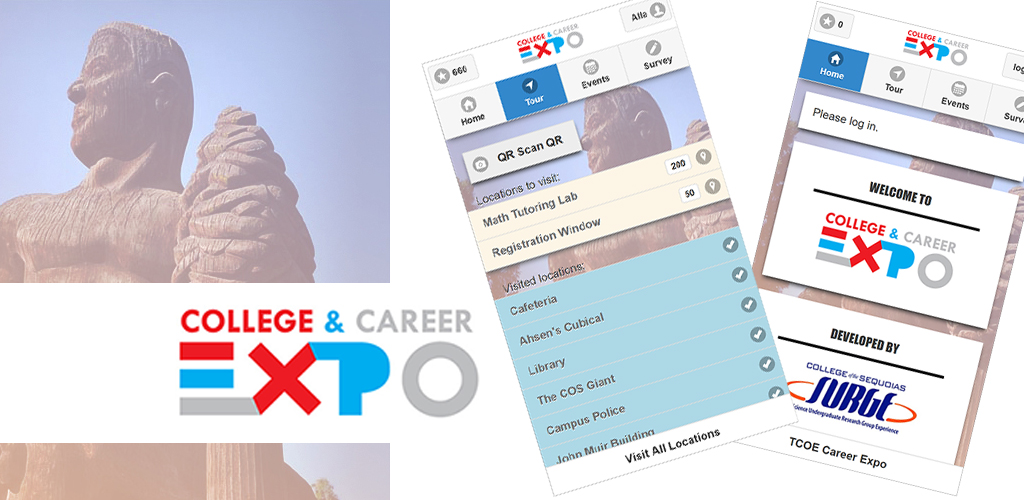 COLLEGE & CAREER
EXPO
660
COLLEGE & CAREER
EXPO
Alla
Home
Tour
Events
Survey
QR Scan QR
Locations to visit:
Math Tutoring Lab 200
Registration Window 50
Visited locations:
Cafeteria
Ahsen's Cubical
Library
The COS Giant
Campus Police
John Muir Building
Visit All Locations
0
COLLEGE & CAREER
EXPO
log
Home
Tour
Events
Surv
Please log in.
WELCOME TO
COLLEGE & CAREER
EXPO
DEVELOPED BY
COLLEGE of the SEQUOIAS
SURGE
Science Undergraduate Research Group Experience
TCOE Career Expo